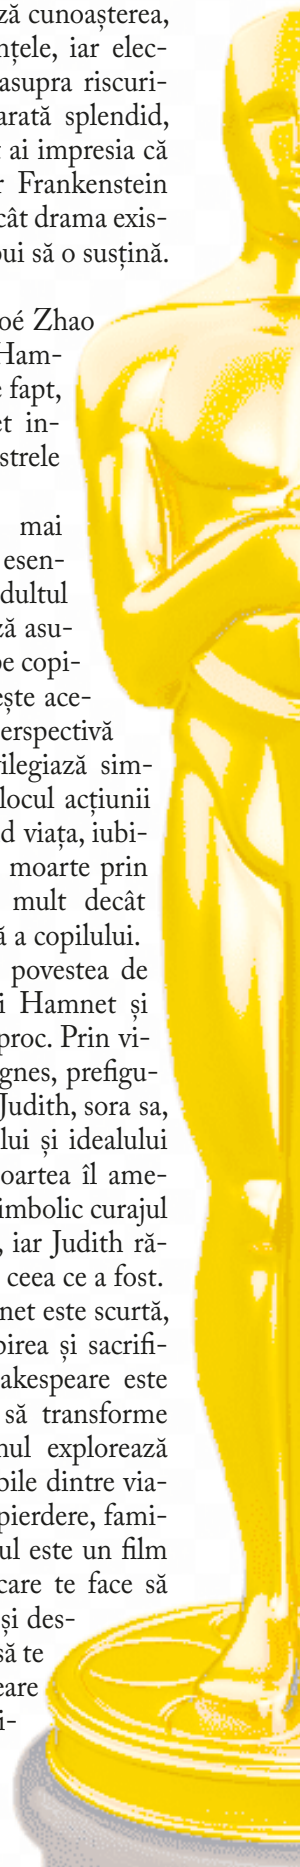 ză cunoașterea,
nțele, iar elec-
asupra riscuri-
arată splendid,
t ai impresia că
r Frankenstein
cât drama exis-
pui să o susțină.
oé Zhao
Ham-
e fapt,
et in-
strele
mai
esen-
dultul
ză asu-
pe copi-
ește ace-
erspectivă
vilegiază sim-
locul acțiunii
d viața, iubi-
moarte prin
mult decât
ă a copilului.
povestea de
i Hamnet și
proc. Prin vi-
gnes, prefigu-
Judith, sora sa,
lui și idealului
oartea îl ame-
imbolic curajul
, iar Judith ră-
ceea ce a fost.
net este scurtă,
birea și sacrifi-
akespeare este
să transforme
mul explorează
bile dintre via-
pierdere, fami-
ul este un film
care te face să
și des-
să te
eare
i-